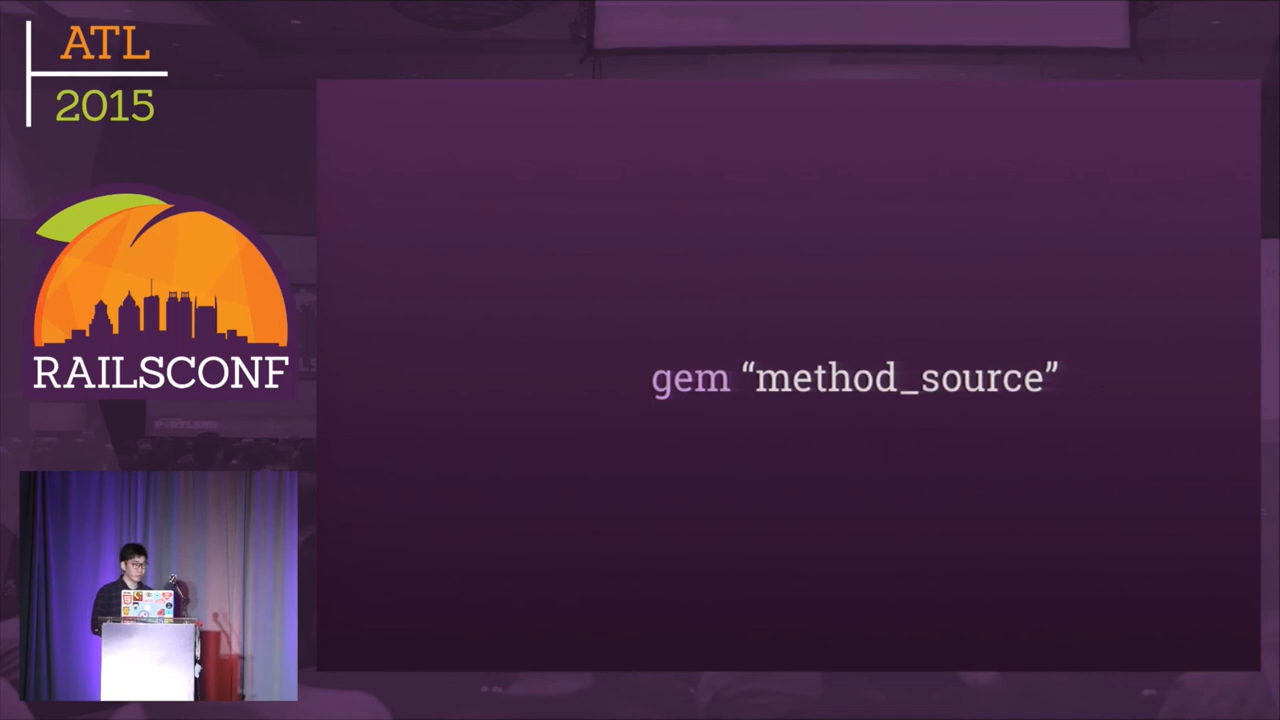 ATL
2015
RAILSCONF
gem “method_source”